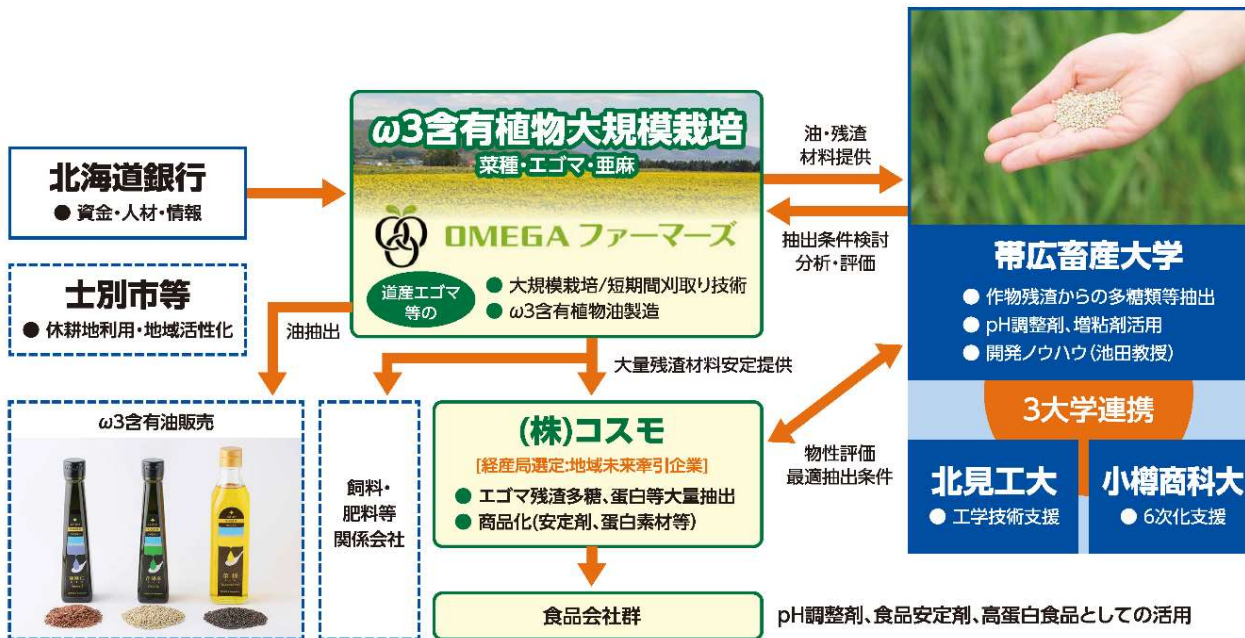 北海道銀行
● 資金・人材・情報
士別市等
● 休耕地利用・地域活性化
ω3含有植物大規模栽培
菜種・エゴマ・亜麻
OMEGA ファーマーズ
道産エゴマ
等の
● 大規模栽培/短期間刈取り技術
● ω3含有植物油製造
油・残渣
材料提供
抽出条件検討
分析・評価
帯広畜産大学
● 作物残渣からの多糖類等抽出
● pH調整剤、増粘剤活用
● 開発ノウハウ(池田教授)
3大学連携
北見工大
● 工学技術支援
小樽商科大
● 6次化支援
油抽出
大量残渣材料安定提供
ω3含有油販売
飼料・
肥料等
関係会社
(株)コスモ
[経産局選定:地域未来牽引企業]
● エゴマ残渣多糖、蛋白等大量抽出
● 商品化(安定剤、蛋白素材等)
物性評価
最適抽出条件
食品会社群
pH調整剤、食品安定剤、高蛋白食品としての活用